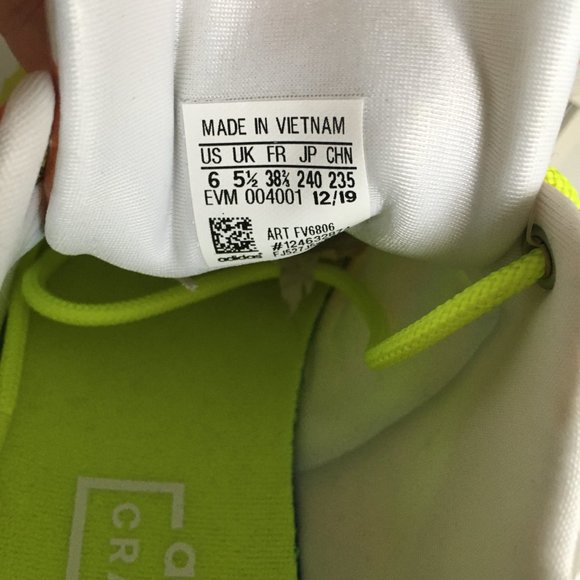 MADE IN VIETNAM
US UK FR JP CHN
6 5½ 38⅔ 240 235
EVM 004001 12/19
ART FV6806
adidas
CRA